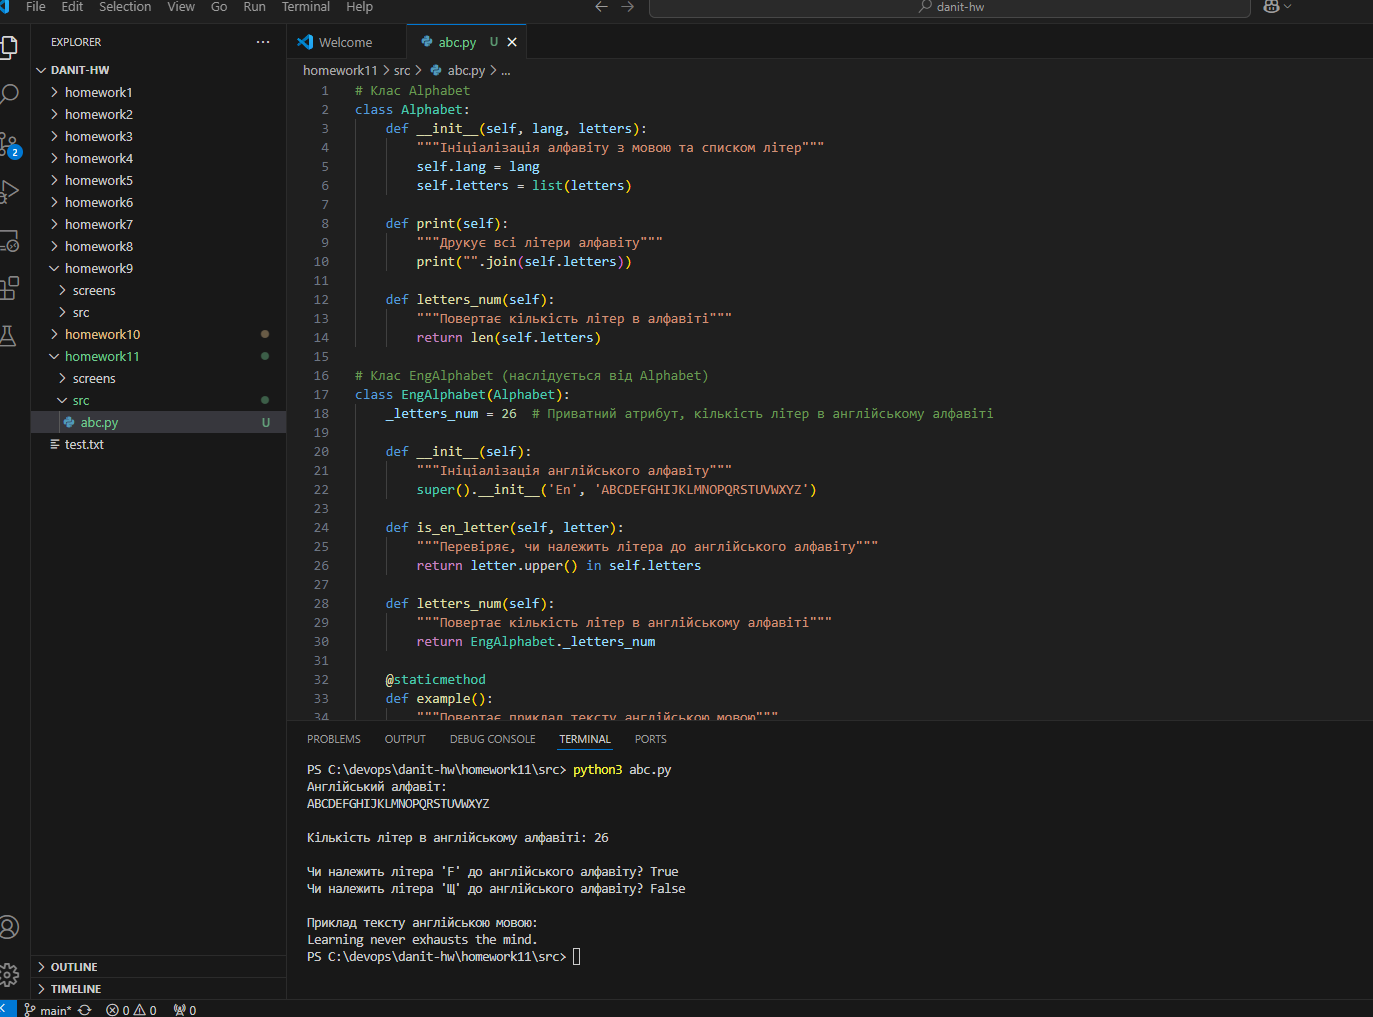 File Edit Selection View Go Run Terminal Help
danit-hw
EXPLORER
Welcome
abc.py U
DANIT-HW
homework11 > src > abc.py > ...
homework1
homework2
homework3
homework4
homework5
homework6
homework7
homework8
homework9
screens
src
homework10
homework11
screens
src
abc.py U
test.txt
OUTLINE
TIMELINE
2
1 # Клас Alphabet
2 class Alphabet:
3 def __init__(self, lang, letters):
4 """Ініціалізація алфавіту з мовою та списком літер"""
5 self.lang = lang
6 self.letters = list(letters)
7
8 def print(self):
9 """Друкує всі літери алфавіту"""
10 print("".join(self.letters))
11
12 def letters_num(self):
13 """Повертає кількість літер в алфавіті"""
14 return len(self.letters)
15
16 # Клас EngAlphabet (наслідується від Alphabet)
17 class EngAlphabet(Alphabet):
18 _letters_num = 26 # Приватний атрибут, кількість літер в англійському алфавіті
19
20 def __init__(self):
21 """Ініціалізація англійського алфавіту"""
22 super().__init__('En', 'ABCDEFGHIJKLMNOPQRSTUVWXYZ')
23
24 def is_en_letter(self, letter):
25 """Перевіряє, чи належить літера до англійського алфавіту"""
26 return letter.upper() in self.letters
27
28 def letters_num(self):
29 """Повертає кількість літер в англійському алфавіті"""
30 return EngAlphabet._letters_num
31
32 @staticmethod
33 def example():
34 """Повертає приклад тексту англійською мовою"""
PROBLEMS OUTPUT DEBUG CONSOLE TERMINAL PORTS
PS C:\devops\danit-hw\homework11\src> python3 abc.py
Англійський алфавіт:
ABCDEFGHIJKLMNOPQRSTUVWXYZ
Кількість літер в англійському алфавіті: 26
Чи належить літера 'F' до англійського алфавіту? True
Чи належить літера 'Щ' до англійського алфавіту? False
Приклад тексту англійською мовою:
Learning never exhausts the mind.
PS C:\devops\danit-hw\homework11\src>
main* 0 0 0